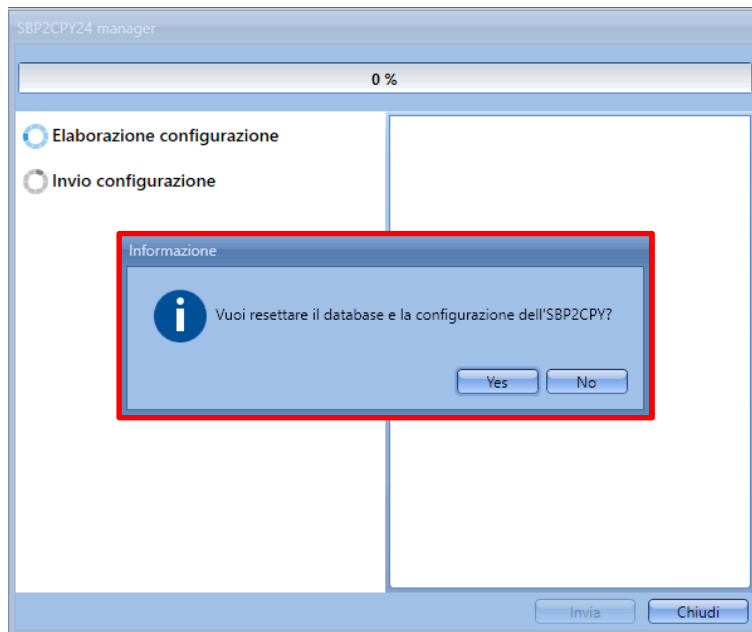 SBP2CPY24 manager
0 %
Elaborazione configurazione
Invio configurazione
Informazione
Vuoi resettare il database e la configurazione dell'SBP2CPY?
Yes No
Invia Chiudi